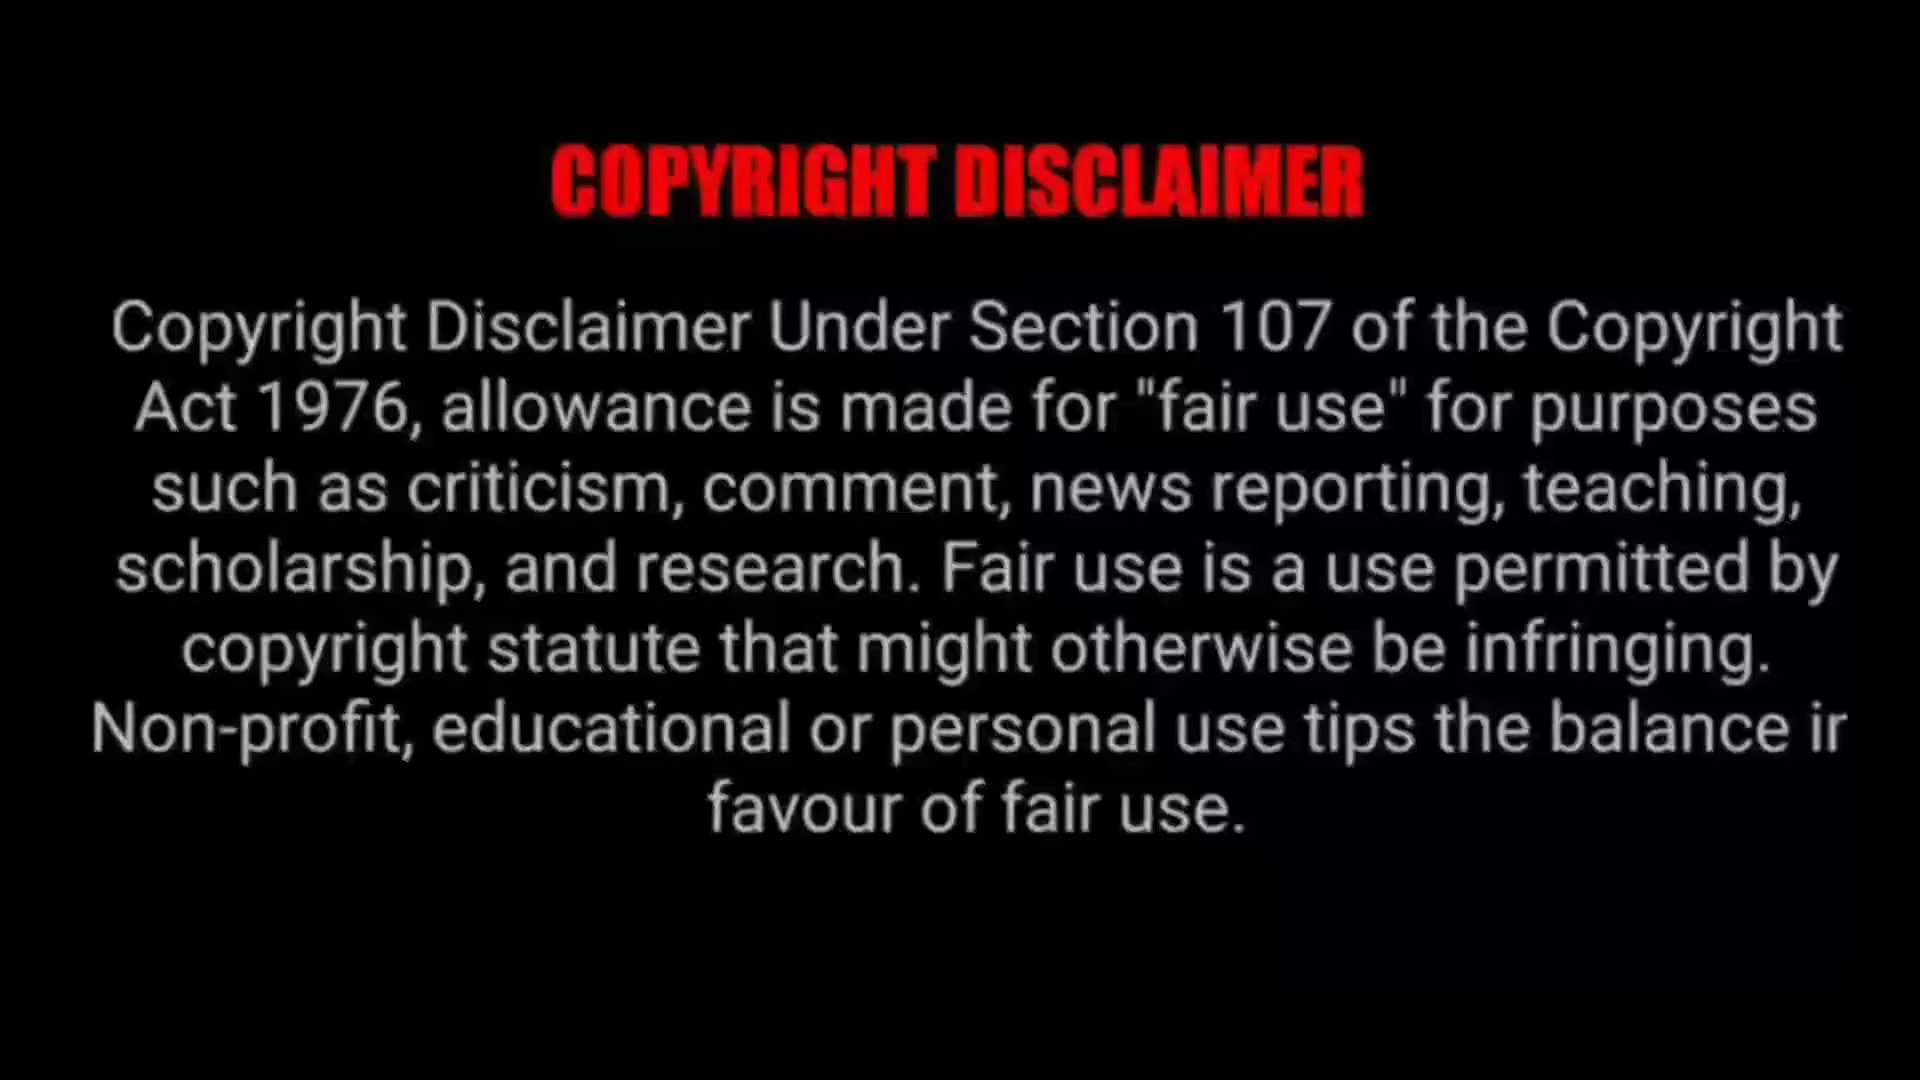 COPYRIGHT DISCLAIMER
Copyright Disclaimer Under Section 107 of the Copyright
Act 1976, allowance is made for "fair use" for purposes
such as criticism, comment, news reporting, teaching,
scholarship, and research. Fair use is a use permitted by
copyright statute that might otherwise be infringing.
Non-profit, educational or personal use tips the balance ir
favour of fair use.